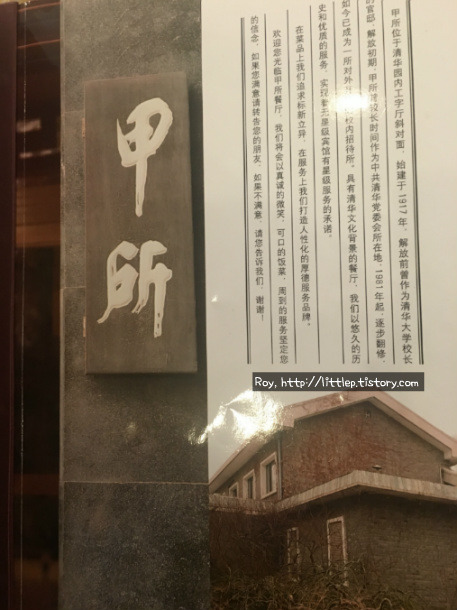 甲所
甲所位于清华园内工字厅斜对面，始建于1917年，解放前曾作为清华大学校长
的官邸，解放初期，甲所较长时间作为中共清华党委会所在地。1981年起，逐步翻修，
如今已成为一所对外校内招待所。具有清华文化背景的餐厅，我们以悠久的历
史和优质的服务，实现无星级宾馆有星级服务的承诺。
在菜品上我们追求标新立异，在服务上我们打造人性化的厚德服务品牌。
欢迎您光临甲所餐厅，我们将会以真诚的微笑，可口的饭菜，周到的服务坚定您
的信念，如果您满意请转告您的朋友，如果不满意，请您告诉我们，谢谢！
Roy, http://littlep.tistory.com